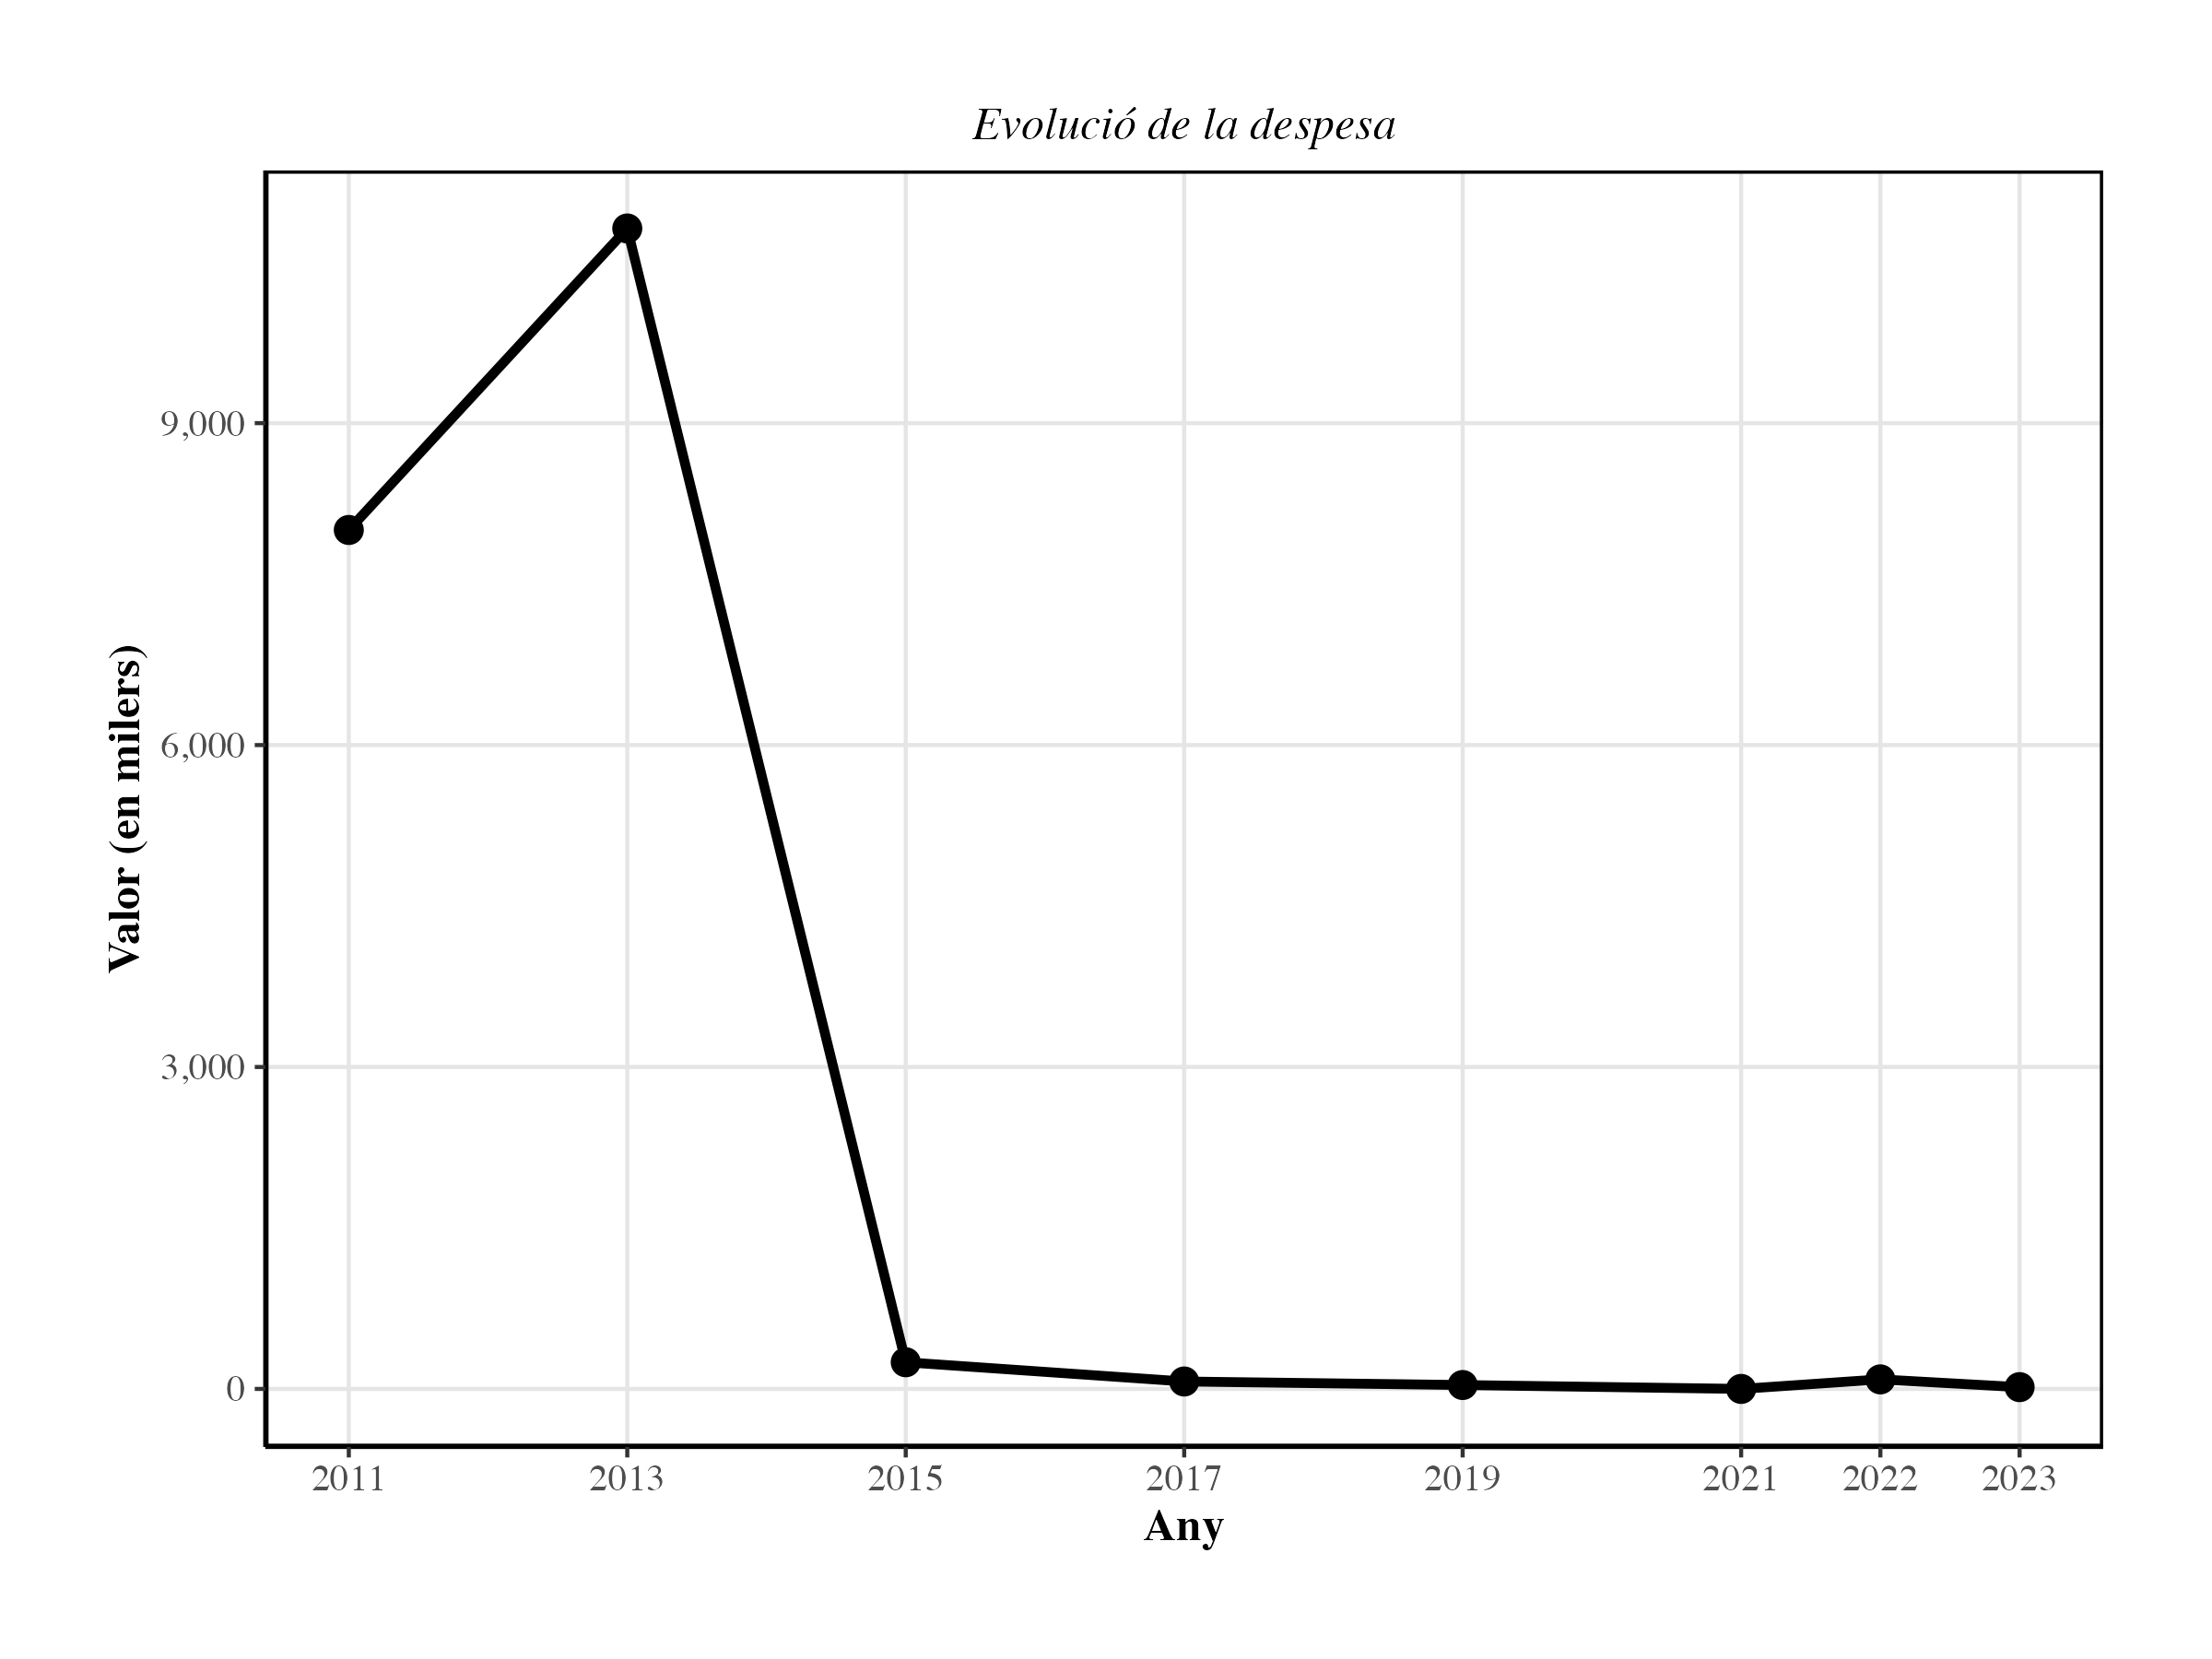 Evolució de la despesa
Valor (en milers)
9,000
6,000
3,000
0
2011 2013 2015 2017 2019 2021 2022 2023
Any